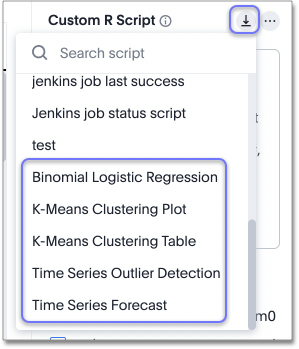 Custom R Script
Search script
jenkins job last success
Jenkins job status script
test
Binomial Logistic Regression
K-Means Clustering Plot
K-Means Clustering Table
Time Series Outlier Detection
Time Series Forecast